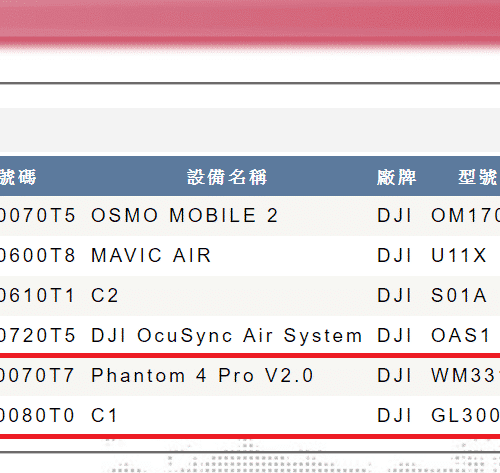 號碼 設備名稱 廠牌 型號
0070T5 OSMO MOBILE 2 DJI OM170
0600T8 MAVIC AIR DJI U11X
0610T1 C2 DJI S01A
0720T5 DJI OcuSync Air System DJI OAS1
0070T7 Phantom 4 Pro V2.0 DJI WM331
0080T0 C1 DJI GL300